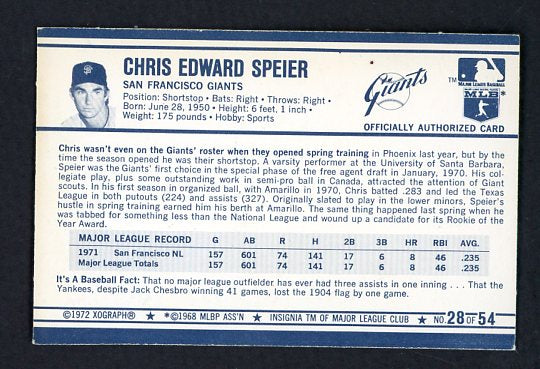 CHRIS EDWARD SPEIER
SAN FRANCISCO GIANTS
Position: Shortstop • Bats: Right • Throws: Right •
Born: June 28, 1950 • Height: 6 feet, 1 inch •
Weight: 175 pounds • Hobby: Sports
Giants
TM
MAJOR LEAGUE BASEBALL
MLB*
OFFICIALLY AUTHORIZED CARD
Chris wasn't even on the Giants' roster when they opened spring training in Phoenix last year, but by the
time the season opened he was their shortstop. A varsity performer at the University of Santa Barbara,
Speier was the Giants' first choice in the special phase of the free agent draft in January, 1970. His col-
legiate play, plus some outstanding work in semi-pro ball in Canada, attracted the attention of Giant
scouts. In his first season in organized ball, with Amarillo in 1970, Chris batted .283 and led the Texas
League in both putouts (224) and assists (327). Originally slated to play in the lower minors, Speier's
hustle in spring training earned him his berth at Amarillo. The same thing happened last spring when he
was tabbed for something less than the National League and wound up a candidate for its Rookie of the
Year Award.
MAJOR LEAGUE RECORD G AB R H 2B 3B HR RBI AVG.
1971 San Francisco NL 157 601 74 141 17 6 8 46 .235
Major League Totals 157 601 74 141 17 6 8 46 .235
It's A Baseball Fact: That no major league outfielder has ever had three assists in one inning . . . That the
Yankees, despite Jack Chesbro winning 41 games, lost the 1904 flag by one game.
©1972 XOGRAPH® ★ *©1968 MLBP ASS'N ★ INSIGNIA TM OF MAJOR LEAGUE CLUB ★ NO. 28 OF 54